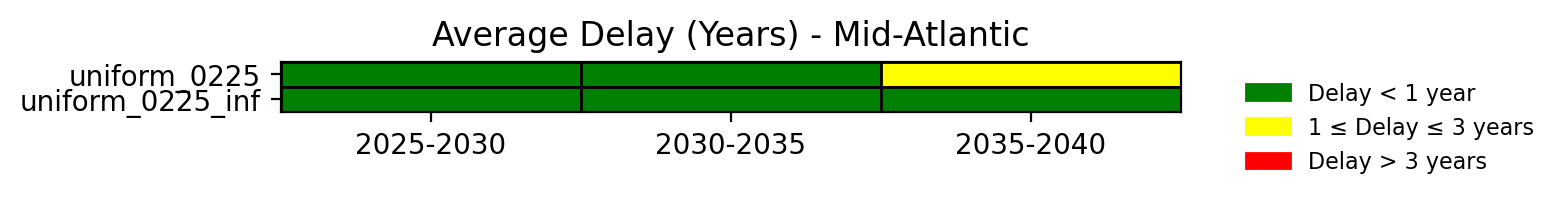 Average Delay (Years) - Mid-Atlantic
uniform_0225
uniform_0225_inf
2025-2030 2030-2035 2035-2040
Delay < 1 year
1 ≤ Delay ≤ 3 years
Delay > 3 years